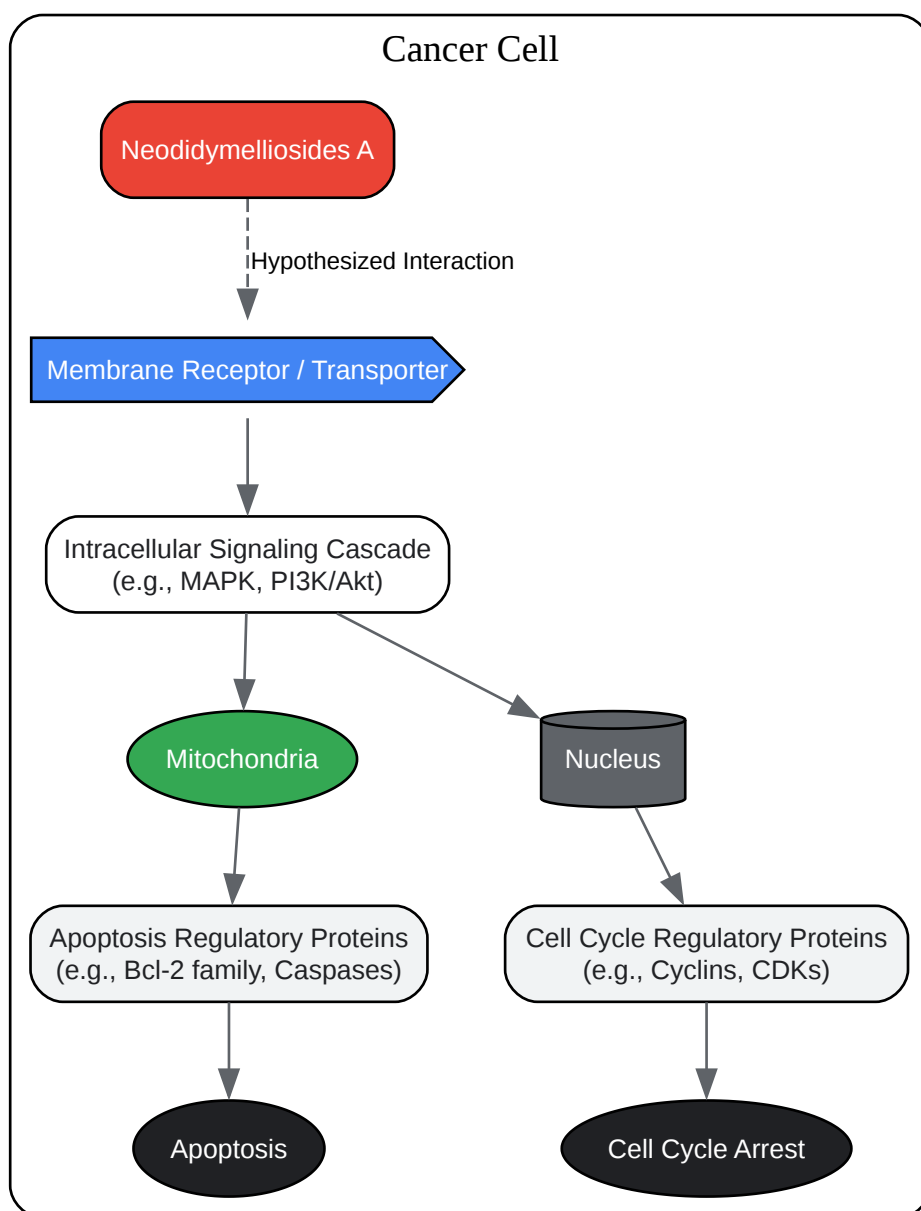 Cancer Cell
Neodidymelliosides A
Hypothesized Interaction
Membrane Receptor / Transporter
Intracellular Signaling Cascade
(e.g., MAPK, PI3K/Akt)
Mitochondria
Nucleus
Apoptosis Regulatory Proteins
(e.g., Bcl-2 family, Caspases)
Cell Cycle Regulatory Proteins
(e.g., Cyclins, CDKs)
Apoptosis
Cell Cycle Arrest